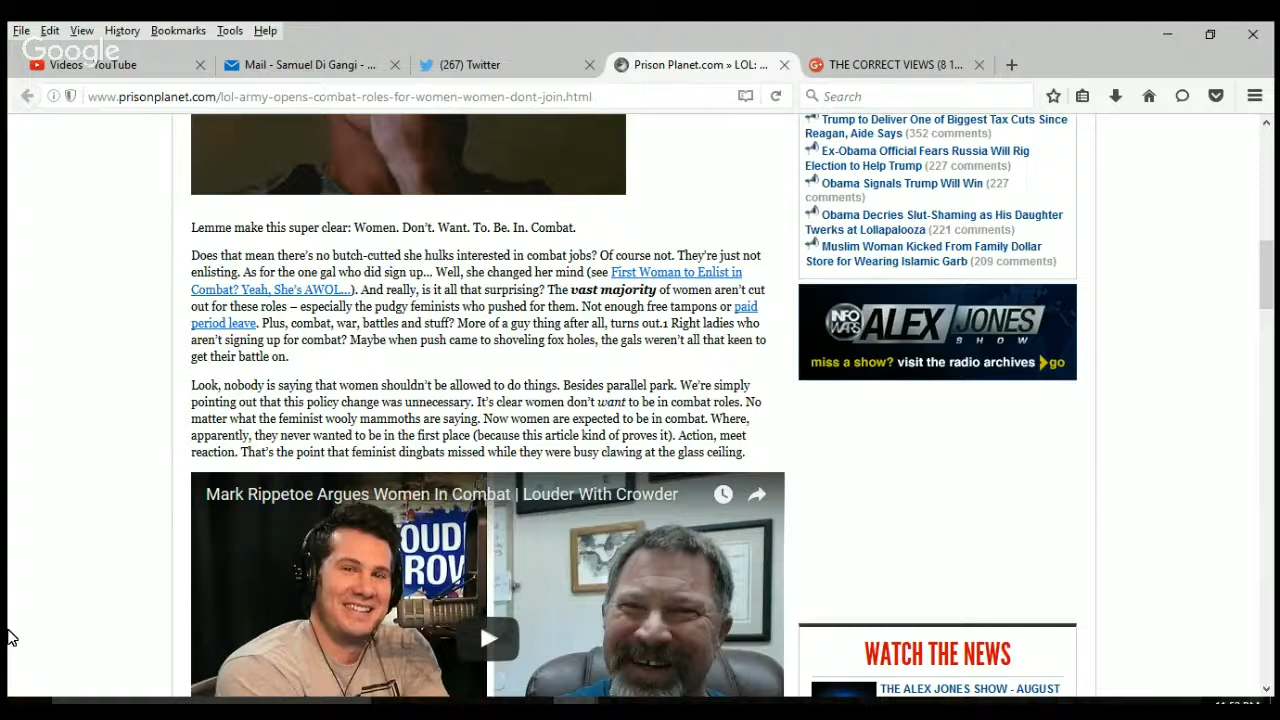 File Edit View History Bookmarks Tools Help
Google
Videos - YouTube
Mail - Samuel Di Gangi - ...
(267) Twitter
Prison Planet.com » LOL: ...
THE CORRECT VIEWS (8 1...
www.prisonplanet.com/lol-army-opens-combat-roles-for-women-women-dont-join.html
Search
Lemme make this super clear: Women. Don't. Want. To. Be. In. Combat.
Does that mean there's no butch-cutted she hulks interested in combat jobs? Of course not. They're just not
enlisting. As for the one gal who did sign up... Well, she changed her mind (see First Woman to Enlist in
Combat? Yeah, She's AWOL...). And really, is it all that surprising? The vast majority of women aren't cut
out for these roles – especially the pudgy feminists who pushed for them. Not enough free tampons or paid
period leave. Plus, combat, war, battles and stuff? More of a guy thing after all, turns out.1 Right ladies who
aren't signing up for combat? Maybe when push came to shoveling fox holes, the gals weren't all that keen to
get their battle on.
Look, nobody is saying that women shouldn't be allowed to do things. Besides parallel park. We're simply
pointing out that this policy change was unnecessary. It's clear women don't want to be in combat roles. No
matter what the feminist wooly mammoths are saying. Now women are expected to be in combat. Where,
apparently, they never wanted to be in the first place (because this article kind of proves it). Action, meet
reaction. That's the point that feminist dingbats missed while they were busy clawing at the glass ceiling.
Mark Rippetoe Argues Women In Combat | Louder With Crowder
Trump to Deliver One of Biggest Tax Cuts Since
Reagan, Aide Says (352 comments)
Ex-Obama Official Fears Russia Will Rig
Election to Help Trump (227 comments)
Obama Signals Trump Will Win (227
comments)
Obama Decries Slut-Shaming as His Daughter
Twerks at Lollapalooza (221 comments)
Muslim Woman Kicked From Family Dollar
Store for Wearing Islamic Garb (209 comments)
INFO WARS ALEX JONES
SHOW
miss a show? visit the radio archives go
WATCH THE NEWS
THE ALEX JONES SHOW - AUGUST